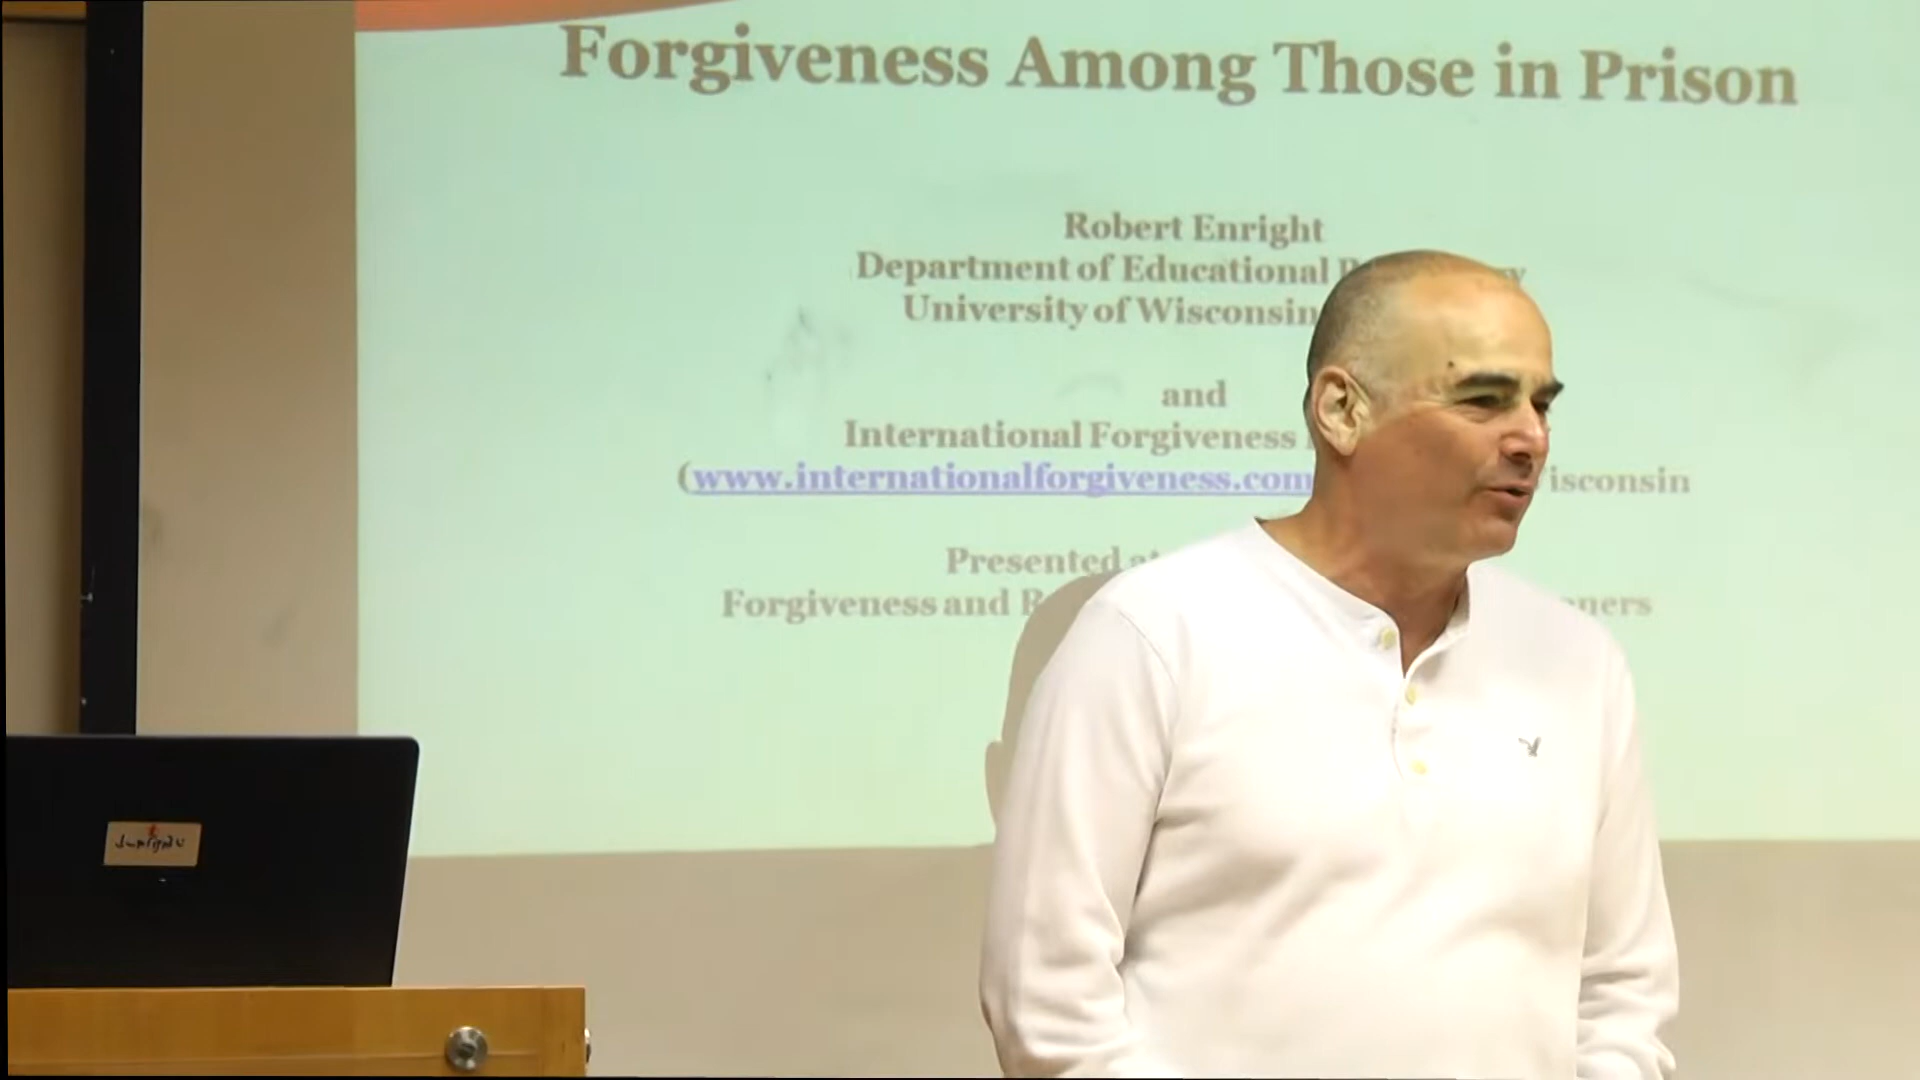 Forgiveness Among Those in Prison
Robert Enright
Department of Educational
University of Wisconsin
and
International Forgiveness
(www.internationalforgiveness.com isconsin
Presented
Forgiveness and